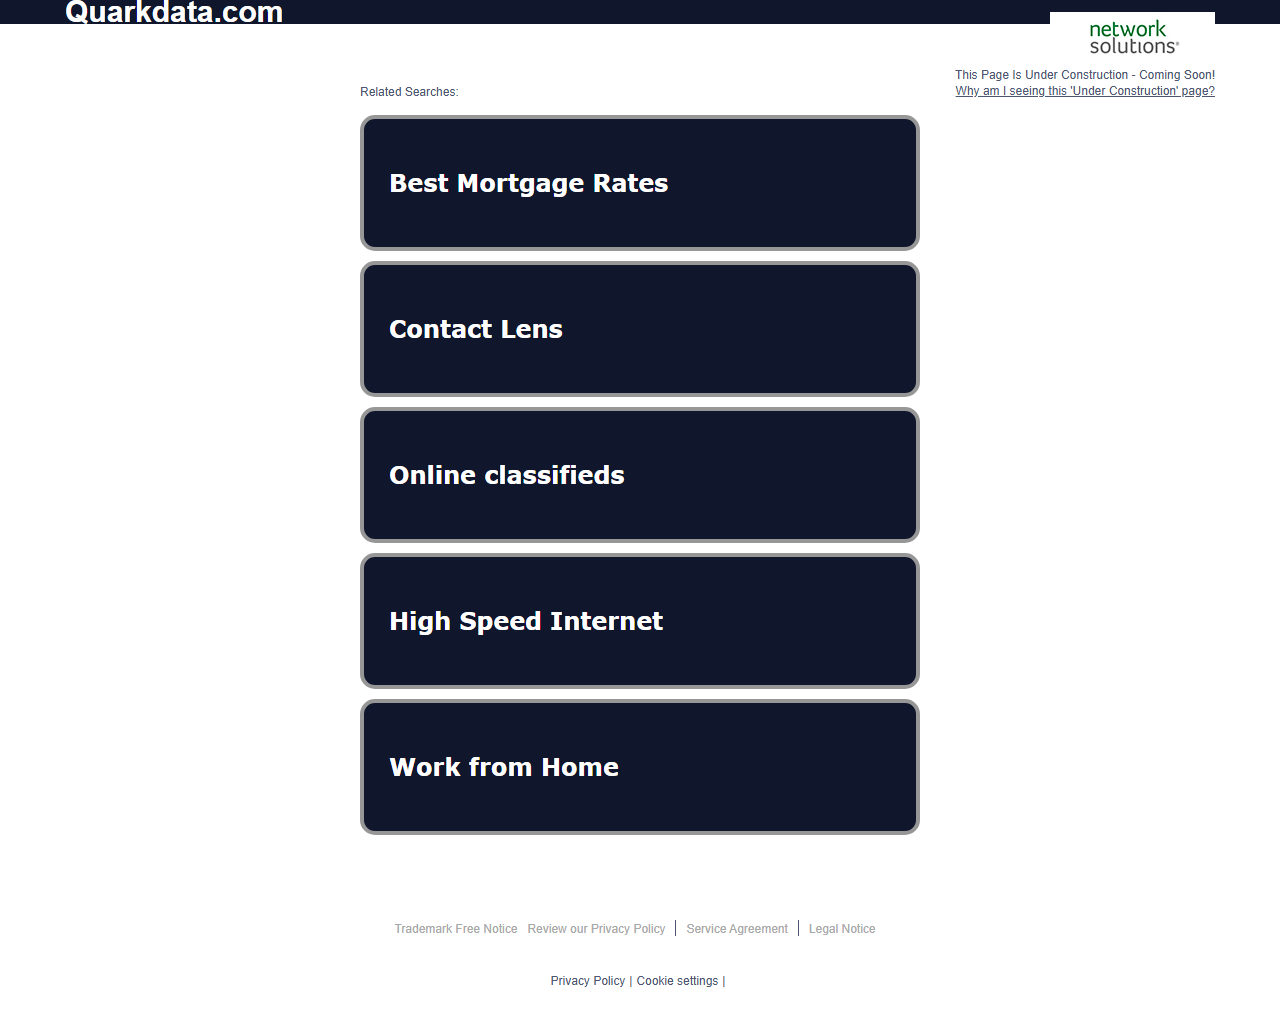 Quarkdata.com
network
solutions®
This Page Is Under Construction - Coming Soon!
Why am I seeing this 'Under Construction' page?
Related Searches:
Best Mortgage Rates
Contact Lens
Online classifieds
High Speed Internet
Work from Home
Trademark Free Notice Review our Privacy Policy | Service Agreement | Legal Notice
Privacy Policy | Cookie settings |